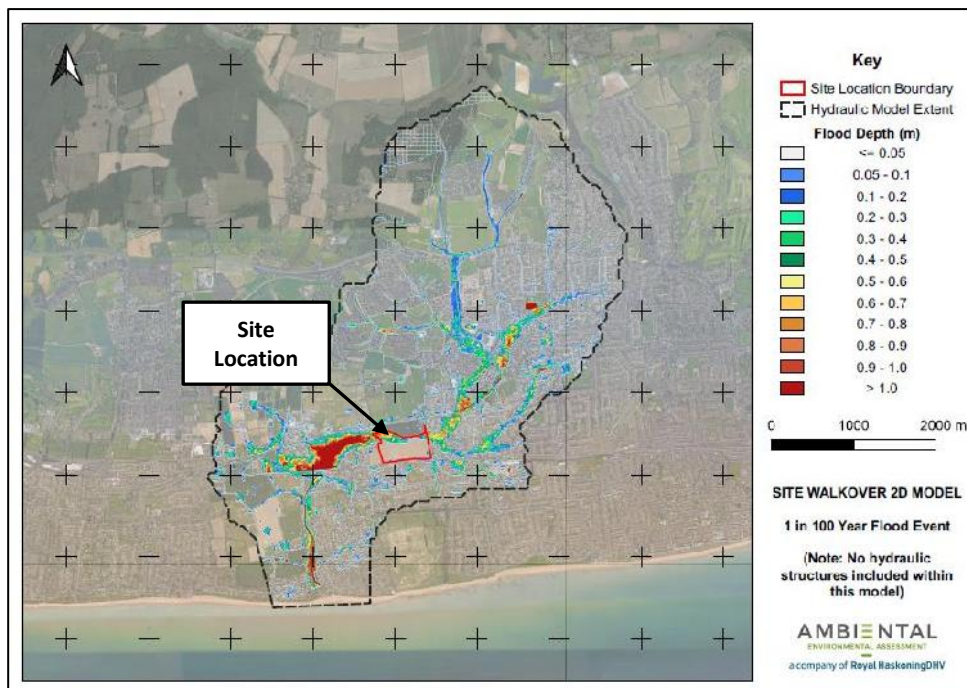 Site
Location
Key
Site Location Boundary
Hydraulic Model Extent
Flood Depth (m)
<= 0.05
0.05 - 0.1
0.1 - 0.2
0.2 - 0.3
0.3 - 0.4
0.4 - 0.5
0.5 - 0.6
0.6 - 0.7
0.7 - 0.8
0.8 - 0.9
0.9 - 1.0
> 1.0
0 1000 2000 m
SITE WALKOVER 2D MODEL
1 in 100 Year Flood Event
(Note: No hydraulic
structures included within
this model)
AMBIENTAL
ENVIRONMENTAL ASSESSMENT
a company of Royal HaskoningDHV